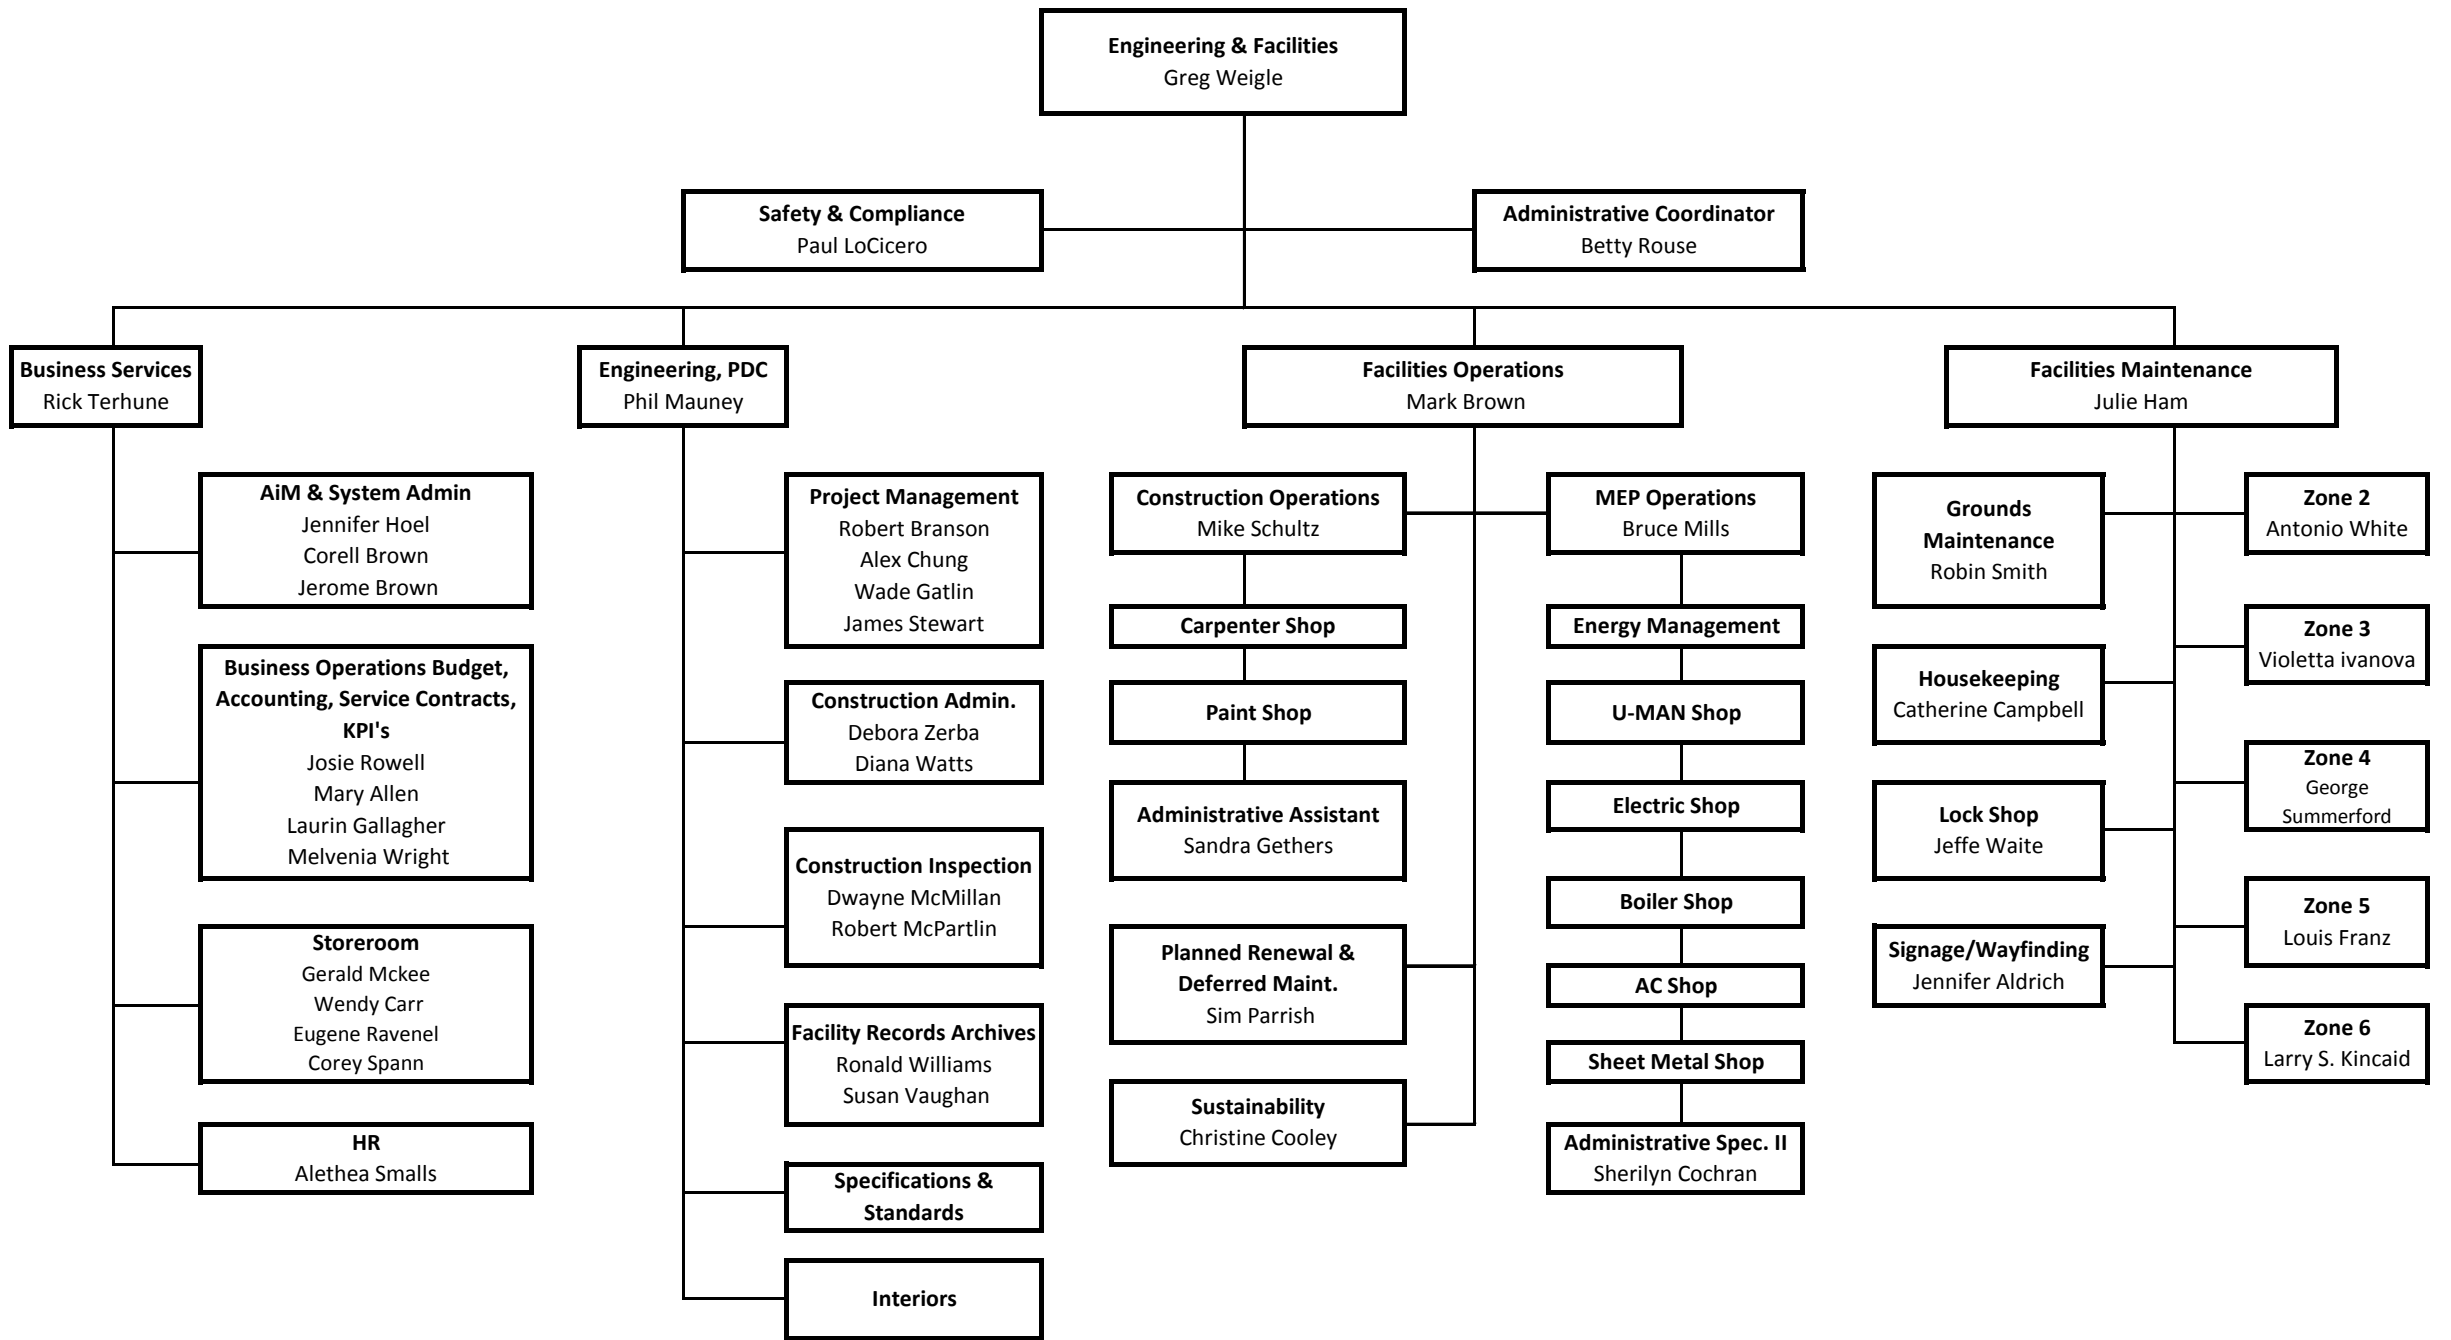 Engineering & Facilities
Greg Weigle
Safety & Compliance
Paul LoCicero
Administrative Coordinator
Betty Rouse
Business Services
Rick Terhune
Engineering, PDC
Phil Mauney
Facilities Operations
Mark Brown
Facilities Maintenance
Julie Ham
AiM & System Admin
Jennifer Hoel
Corell Brown
Jerome Brown
Business Operations Budget,
Accounting, Service Contracts,
KPI's
Josie Rowell
Mary Allen
Laurin Gallagher
Melvenia Wright
Storeroom
Gerald Mckee
Wendy Carr
Eugene Ravenel
Corey Spann
HR
Alethea Smalls
Project Management
Robert Branson
Alex Chung
Wade Gatlin
James Stewart
Construction Admin.
Debora Zerba
Diana Watts
Construction Inspection
Dwayne McMillan
Robert McPartlin
Facility Records Archives
Ronald Williams
Susan Vaughan
Specifications &
Standards
Interiors
Construction Operations
Mike Schultz
Carpenter Shop
Paint Shop
Administrative Assistant
Sandra Gethers
Planned Renewal &
Deferred Maint.
Sim Parrish
Sustainability
Christine Cooley
MEP Operations
Bruce Mills
Energy Management
U-MAN Shop
Electric Shop
Boiler Shop
AC Shop
Sheet Metal Shop
Administrative Spec. II
Sherilyn Cochran
Grounds
Maintenance
Robin Smith
Housekeeping
Catherine Campbell
Lock Shop
Jeffe Waite
Signage/Wayfinding
Jennifer Aldrich
Zone 2
Antonio White
Zone 3
Violetta ivanova
Zone 4
George
Summerford
Zone 5
Louis Franz
Zone 6
Larry S. Kincaid